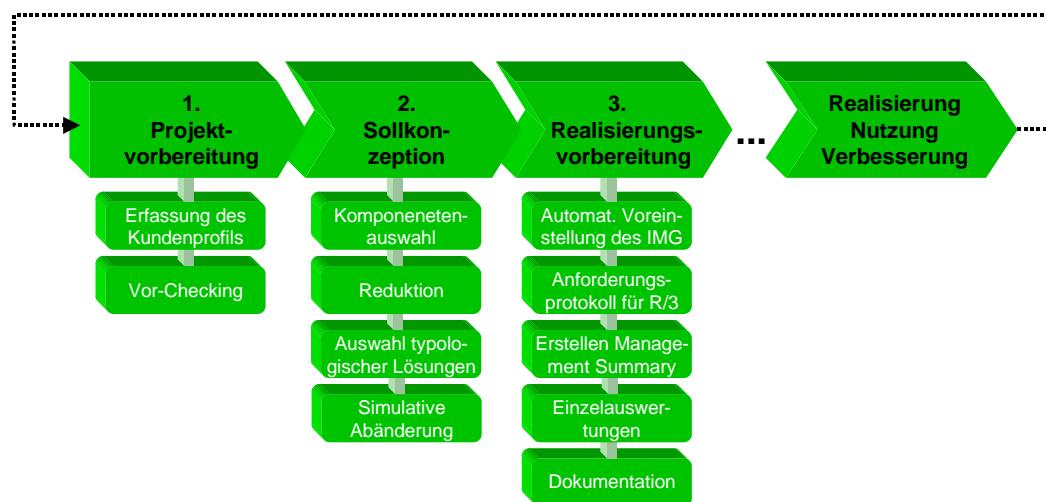 1.
Projekt-
vorbereitung
2.
Sollkon-
zeption
3.
Realisierungs-
vorbereitung
...
Realisierung
Nutzung
Verbesserung
Erfassung des
Kundenprofils
Vor-Checking
Komponeneten-
auswahl
Reduktion
Auswahl typolo-
gischer Lösungen
Simulative
Abänderung
Automat. Vorein-
stellung des IMG
Anforderungs-
protokoll für R/3
Erstellen Manage-
ment Summary
Einzelauswer-
tungen
Dokumentation